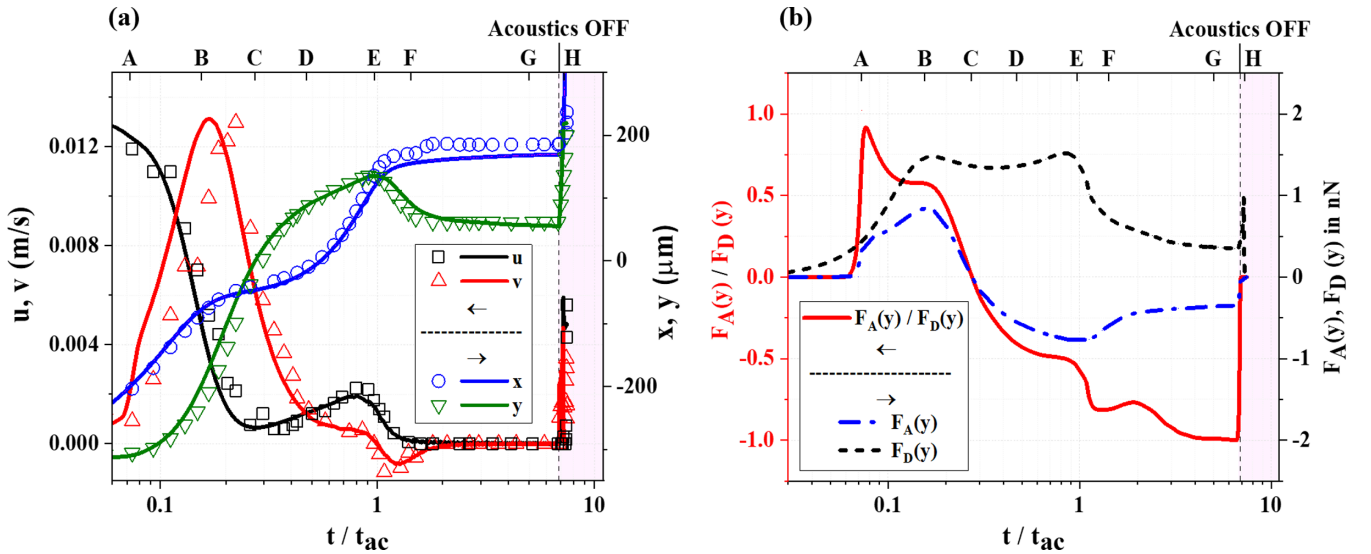 (a)
Acoustics OFF
A B C D E F G H
0.012
0.008
0.004
0.000
u, v (m/s)
200
0
-200
x, y (μm)
u
v
←
→
x
y
0.1 1 10
t / tac
(b)
Acoustics OFF
A B C D E F G H
1.0
0.5
0.0
-0.5
-1.0
FA(y) / FD(y)
2
1
0
-1
-2
FA(y), FD(y) in nN
FA(y) / FD(y)
←
→
FA(y)
FD(y)
0.1 1 10
t / tac